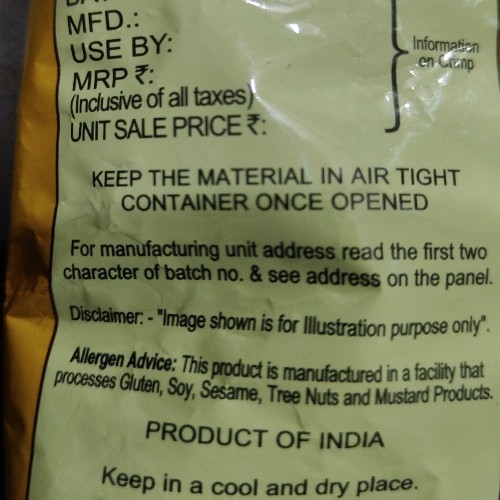 MFD.:
USE BY:
MRP ₹:
(Inclusive of all taxes)
UNIT SALE PRICE ₹:
Information
on Crimp
KEEP THE MATERIAL IN AIR TIGHT
CONTAINER ONCE OPENED
For manufacturing unit address read the first two
character of batch no. & see address on the panel.
Disclaimer: - "Image shown is for Illustration purpose only".
Allergen Advice: This product is manufactured in a facility that
processes Gluten, Soy, Sesame, Tree Nuts and Mustard Products.
PRODUCT OF INDIA
Keep in a cool and dry place.